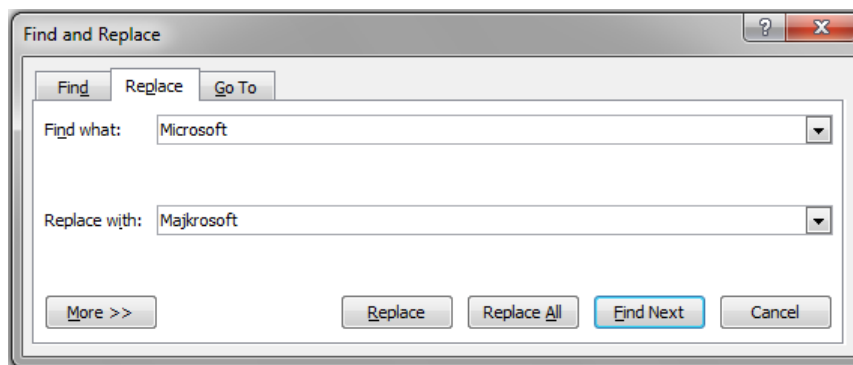 Find and Replace
Find Replace Go To
Find what: Microsoft
Replace with: Majkrosoft
More >> Replace Replace All Find Next Cancel